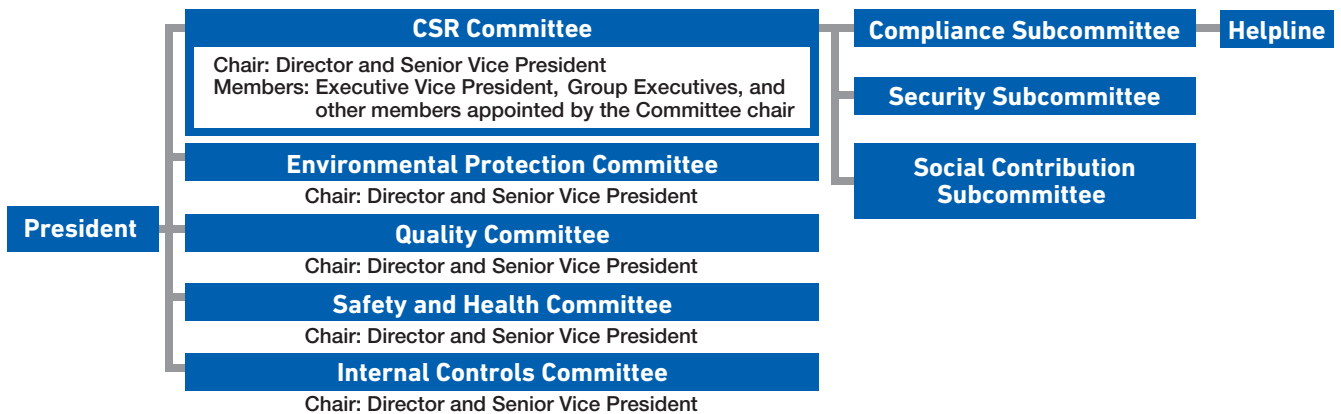 President
CSR Committee
Chair: Director and Senior Vice President
Members: Executive Vice President, Group Executives, and
other members appointed by the Committee chair
Environmental Protection Committee
Chair: Director and Senior Vice President
Quality Committee
Chair: Director and Senior Vice President
Safety and Health Committee
Chair: Director and Senior Vice President
Internal Controls Committee
Chair: Director and Senior Vice President
Compliance Subcommittee
Helpline
Security Subcommittee
Social Contribution
Subcommittee